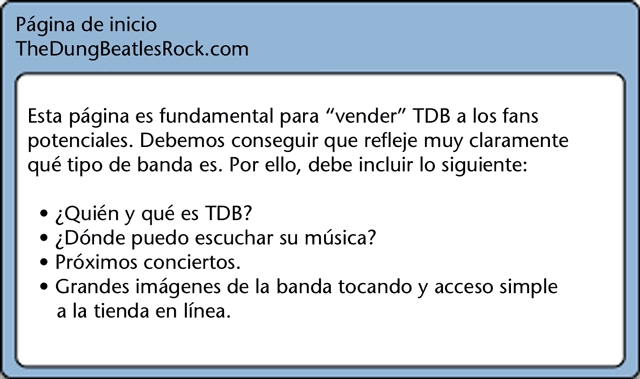 Página de inicio
TheDungBeatlesRock.com
Esta página es fundamental para “vender” TDB a los fans
potenciales. Debemos conseguir que refleje muy claramente
qué tipo de banda es. Por ello, debe incluir lo siguiente:
• ¿Quién y qué es TDB?
• ¿Dónde puedo escuchar su música?
• Próximos conciertos.
• Grandes imágenes de la banda tocando y acceso simple
a la tienda en línea.